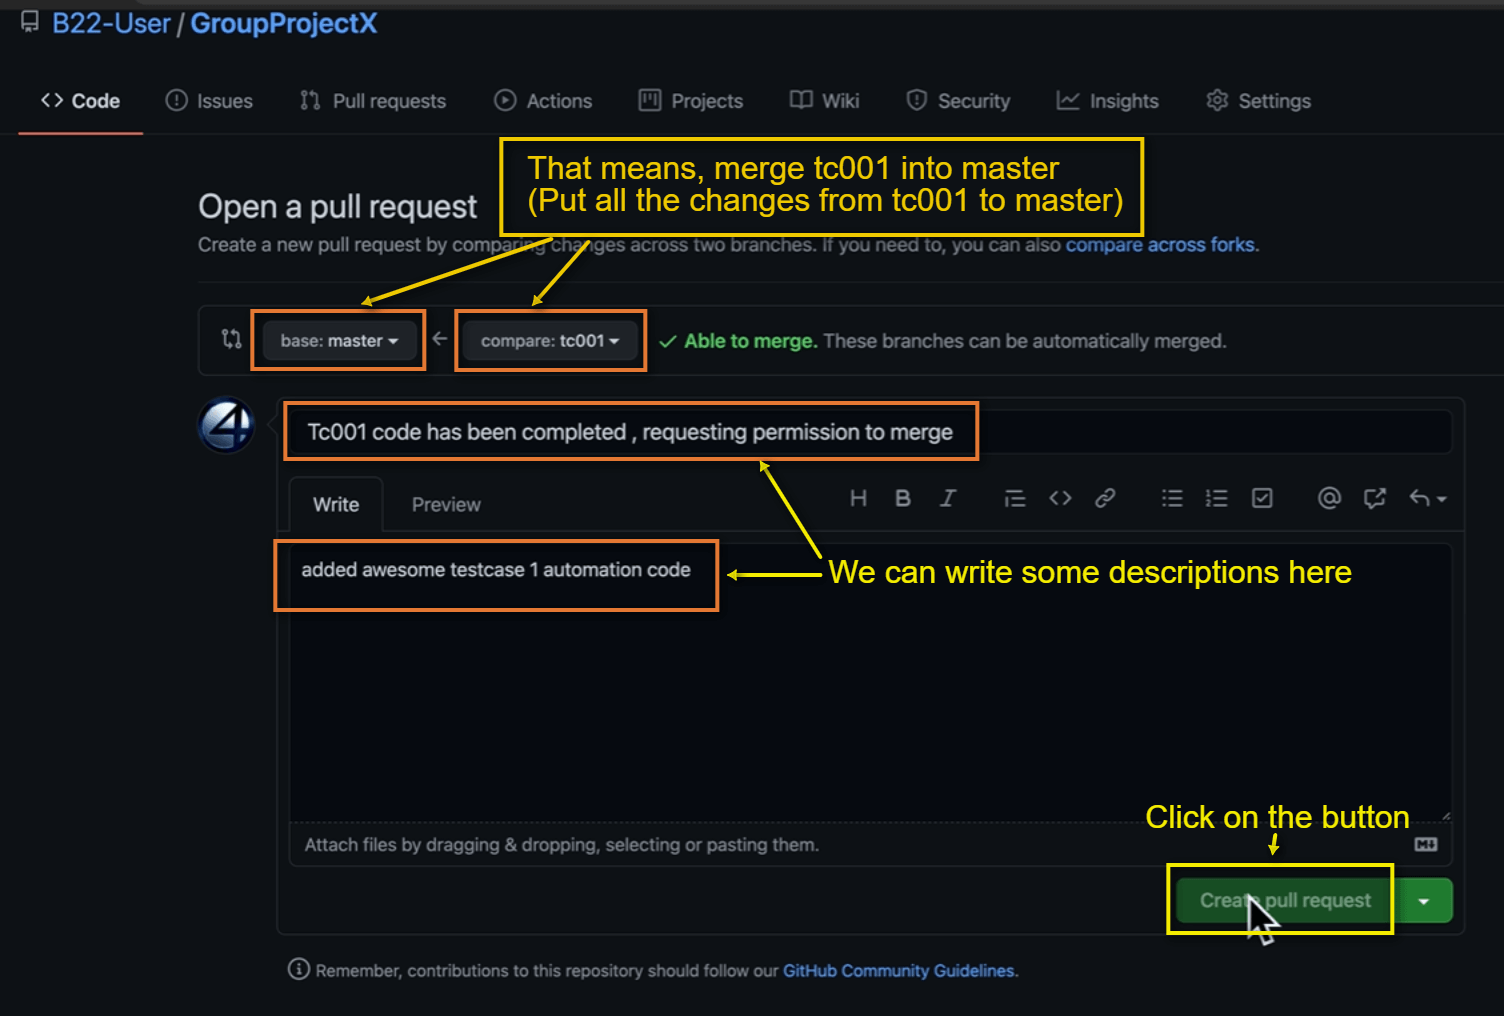 B22-User / GroupProjectX
Code Issues Pull requests Actions Projects Wiki Security Insights Settings
That means, merge tc001 into master
(Put all the changes from tc001 to master)
Open a pull request
Create a new pull request by comparing changes across two branches. If you need to, you can also compare across forks.
base: master compare: tc001 Able to merge. These branches can be automatically merged.
4
Tc001 code has been completed , requesting permission to merge
Write Preview H B I
added awesome testcase 1 automation code
We can write some descriptions here
Click on the button
Attach files by dragging & dropping, selecting or pasting them.
Create pull request
Remember, contributions to this repository should follow our GitHub Community Guidelines.